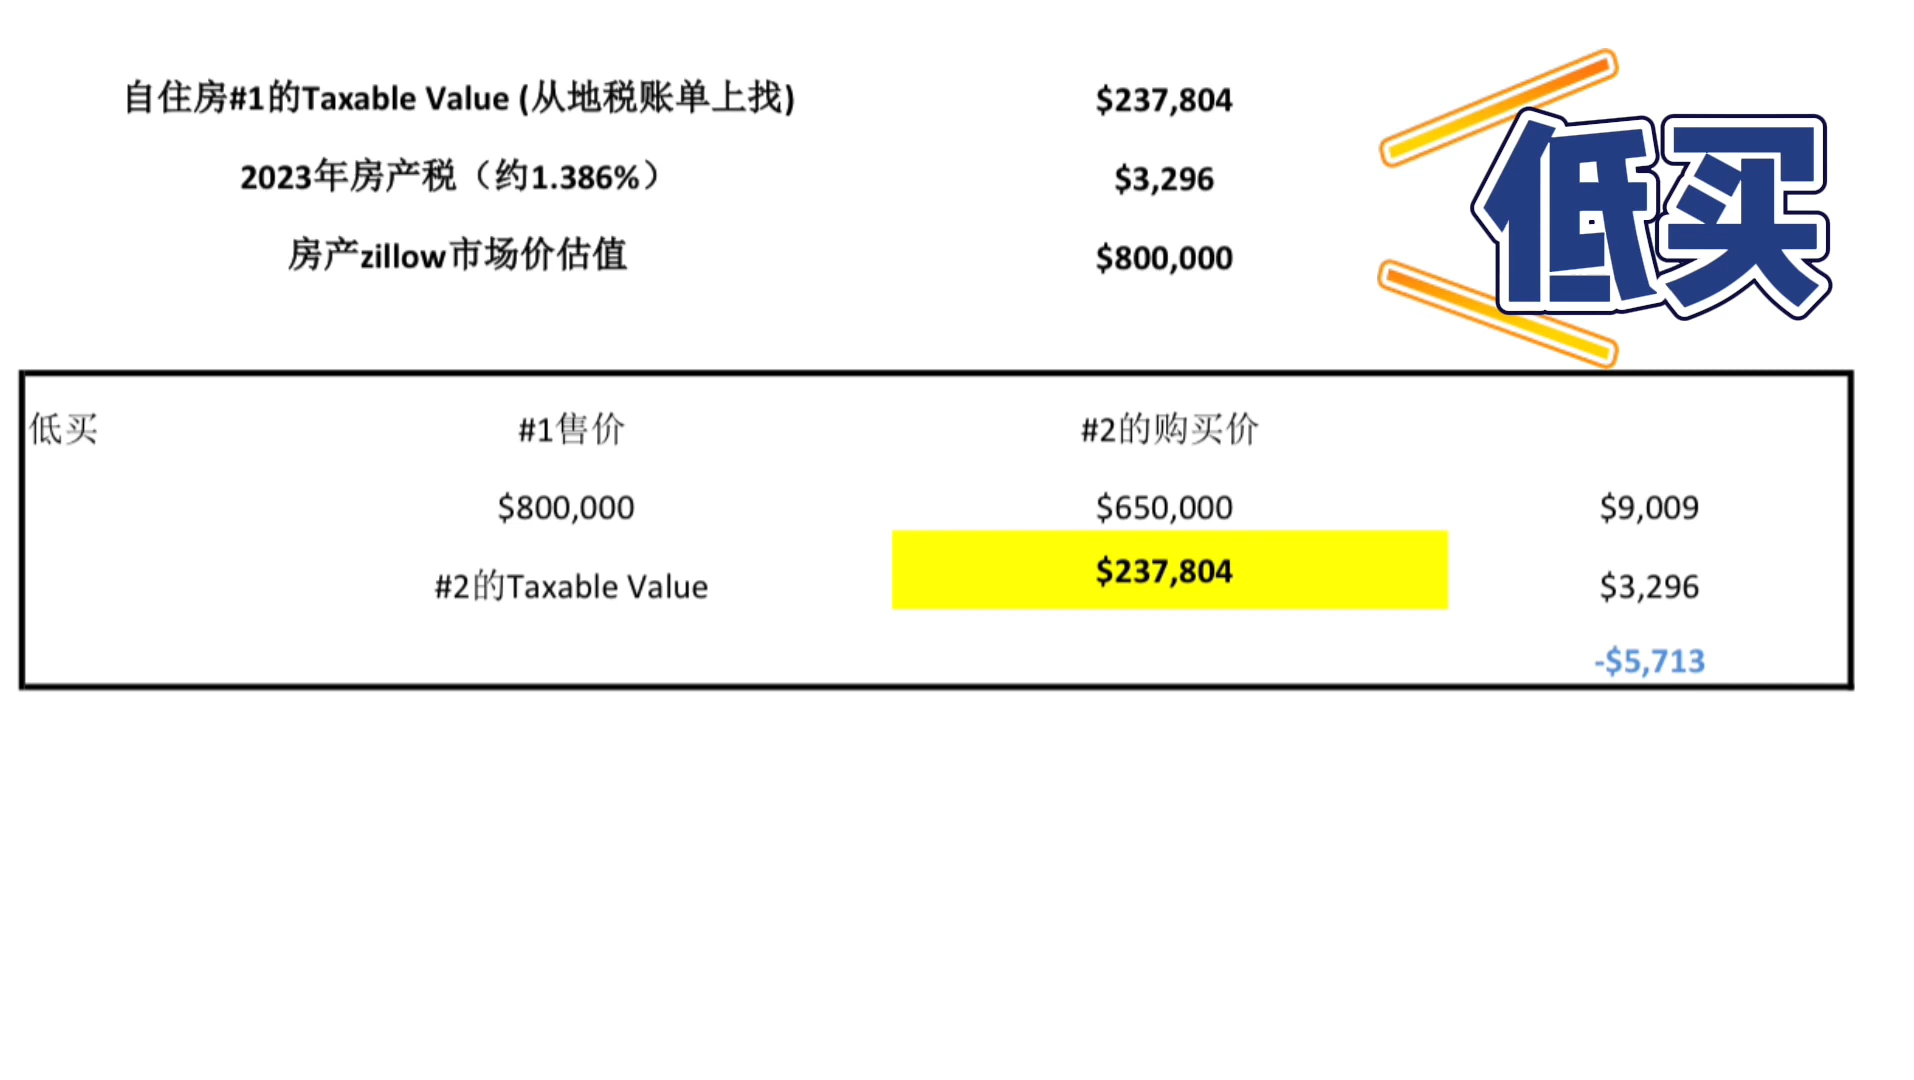 自住房#1的Taxable Value (从地税账单上找) $237,804
2023年房产税（约1.386%） $3,296
房产zillow市场价估值 $800,000
低买
低买 #1售价 #2的购买价
$800,000 $650,000 $9,009
#2的Taxable Value $237,804 $3,296
-$5,713